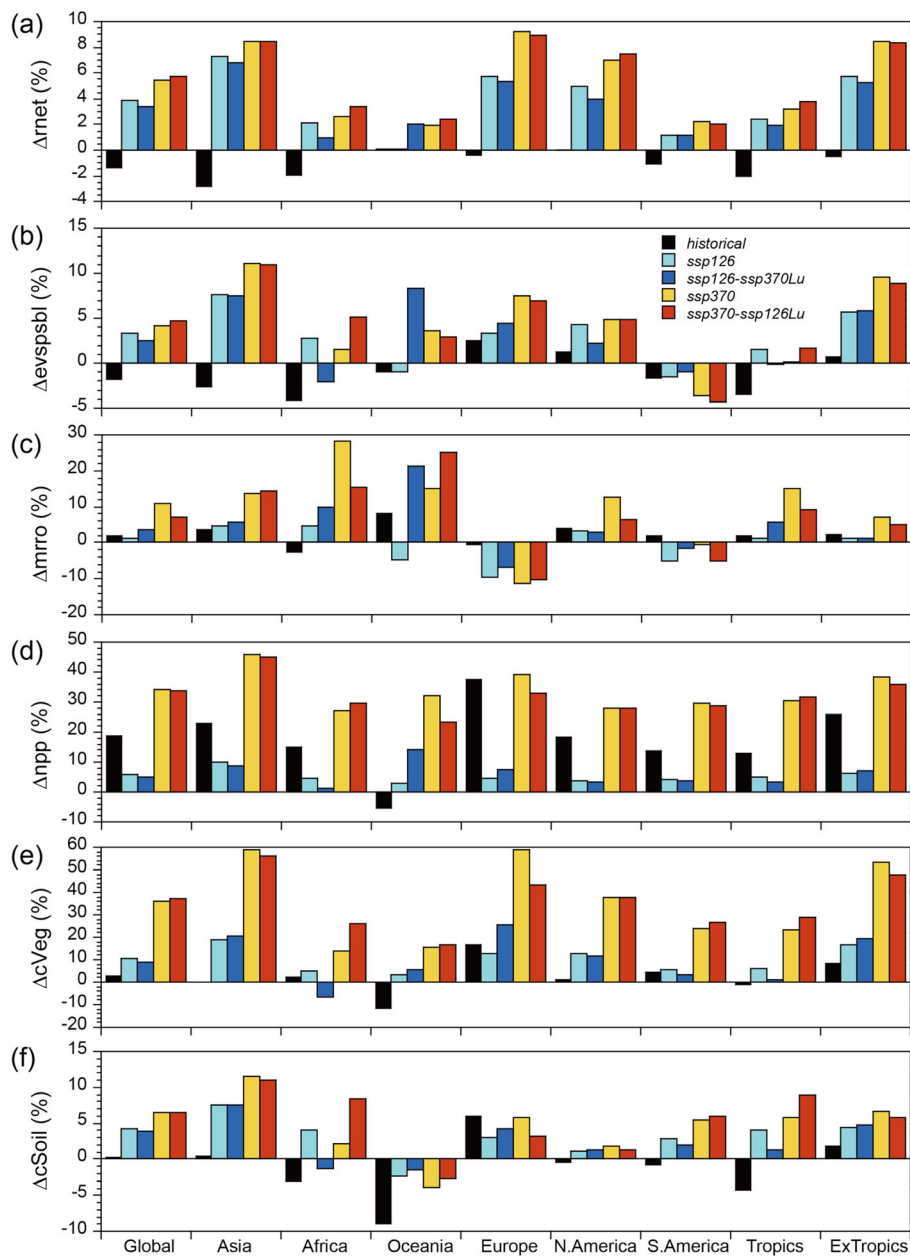 (a)
Δrnet (%)
10
8
6
4
2
0
-2
-4
(b)
Δevspsbl (%)
15
10
5
0
-5
historical
ssp126
ssp126-ssp370Lu
ssp370
ssp370-ssp126Lu
(c)
Δmrro (%)
30
20
10
0
-10
-20
(d)
Δnpp (%)
50
40
30
20
10
0
-10
(e)
ΔcVeg (%)
60
50
40
30
20
10
0
-10
-20
(f)
ΔcSoil (%)
15
10
5
0
-5
-10
Global Asia Africa Oceania Europe N.America S.America Tropics ExTropics